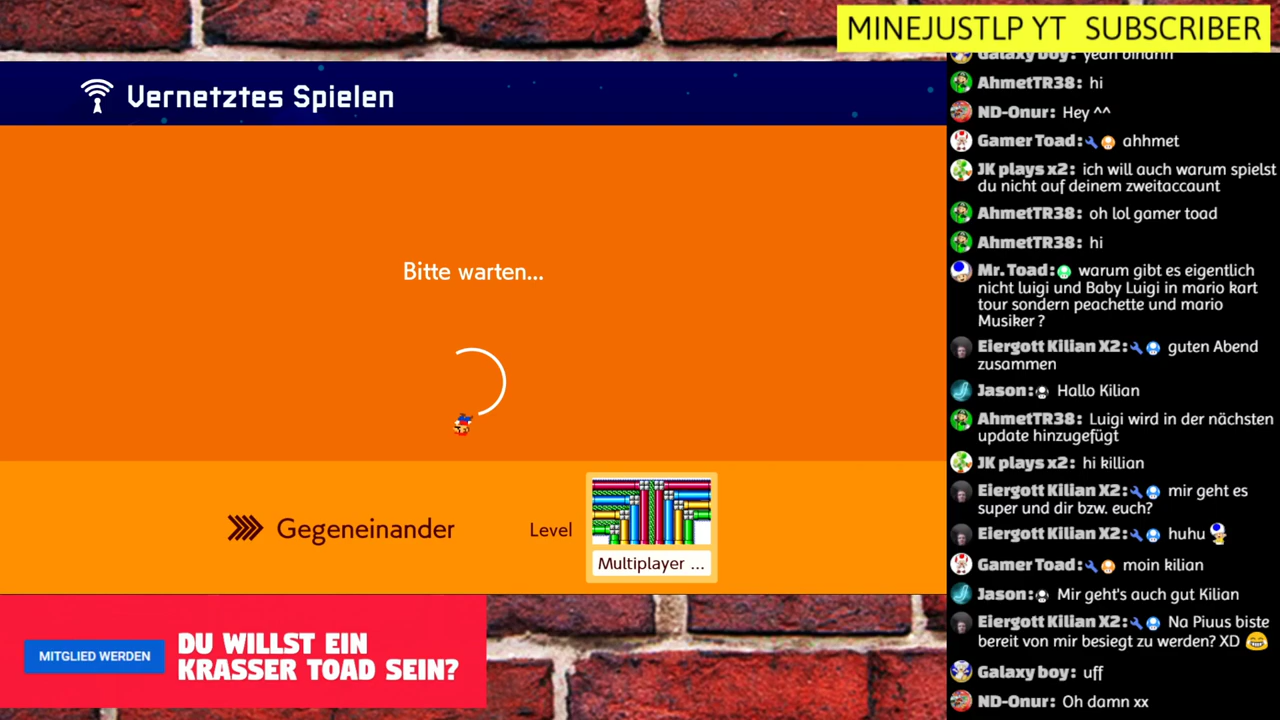 MINEJUSTLP YT SUBSCRIBER
Vernetztes Spielen
Bitte warten...
Gegeneinander
Level
Multiplayer ...
MITGLIED WERDEN
DU WILLST EIN
KRASSER TOAD SEIN?
Galaxy boy: yeah
AhmetTR38: hi
ND-Onur: Hey ^^
Gamer Toad: ahhmet
JK plays x2: ich will auch warum spielst
du nicht auf deinem zweitaccaunt
AhmetTR38: oh lol gamer toad
AhmetTR38: hi
Mr. Toad: warum gibt es eigentlich
nicht luigi und Baby Luigi in mario kart
tour sondern peachette und mario
Musiker ?
Eiergott Kilian X2: guten Abend
zusammen
Jason: Hallo Kilian
AhmetTR38: Luigi wird in der nächsten
update hinzugefügt
JK plays x2: hi killian
Eiergott Kilian X2: mir geht es
super und dir bzw. euch?
Eiergott Kilian X2: huhu
Gamer Toad: moin kilian
Jason: Mir geht's auch gut Kilian
Eiergott Kilian X2: Na Piuus biste
bereit von mir besiegt zu werden? XD 😂
Galaxy boy: uff
ND-Onur: Oh damn xx